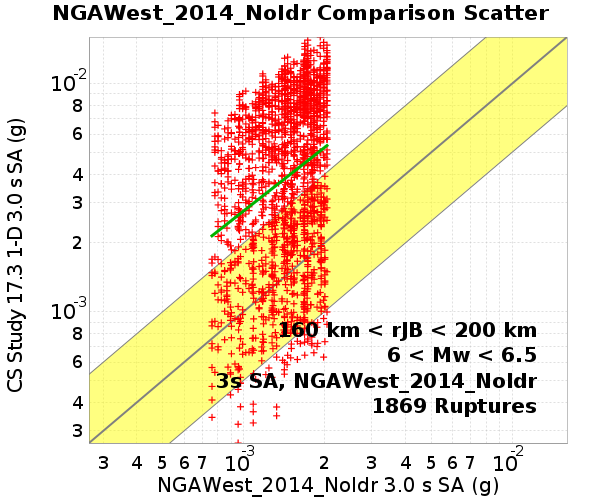 NGAWest_2014_NoIdr Comparison Scatter
CS Study 17.3 1-D 3.0 s SA (g)
10-2
8
6
4
3
2
10-3
8
6
4
3
160 km < rJB < 200 km
6 < Mw < 6.5
3s SA, NGAWest_2014_NoIdr
1869 Ruptures
3 4 5 6 7 10-3 2 3 4 5 6 7 10-2
NGAWest_2014_NoIdr 3.0 s SA (g)